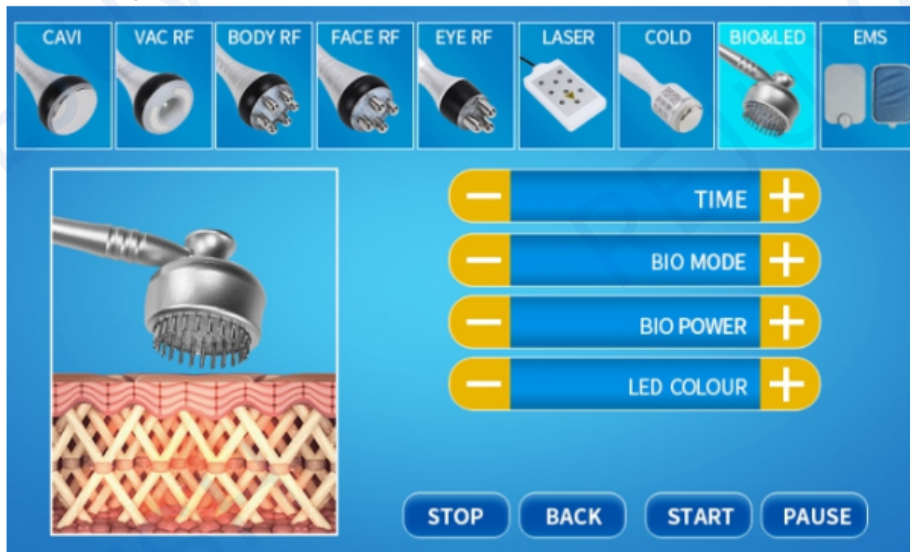 CAVI
VAC RF
BODY RF
FACE RF
EYE RF
LASER
COLD
BIO&LED
EMS
TIME
BIO MODE
BIO POWER
LED COLOUR
STOP
BACK
START
PAUSE